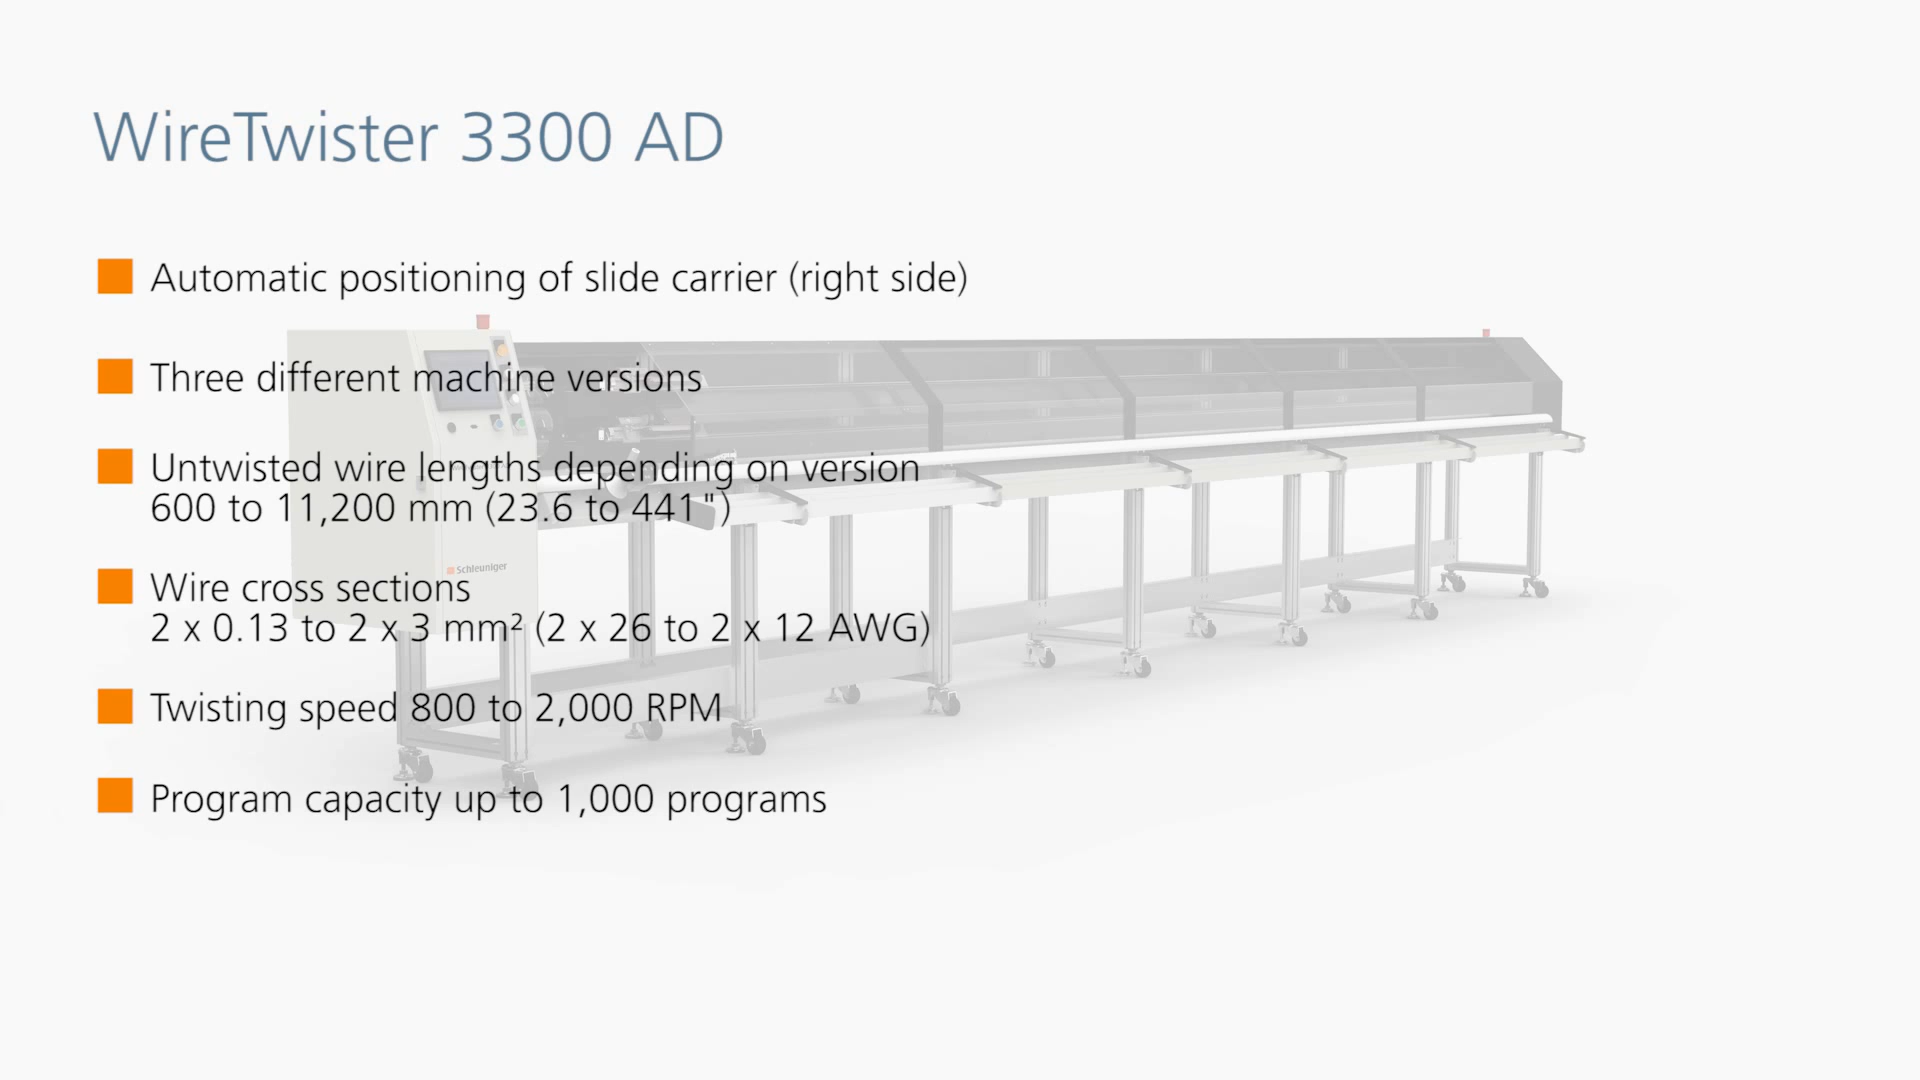 WireTwister 3300 AD
Automatic positioning of slide carrier (right side)
Three different machine versions
Untwisted wire lengths depending on version
600 to 11,200 mm (23.6 to 441")
Wire cross sections
2 x 0.13 to 2 x 3 mm² (2 x 26 to 2 x 12 AWG)
Schleuniger
Twisting speed 800 to 2,000 RPM
Program capacity up to 1,000 programs